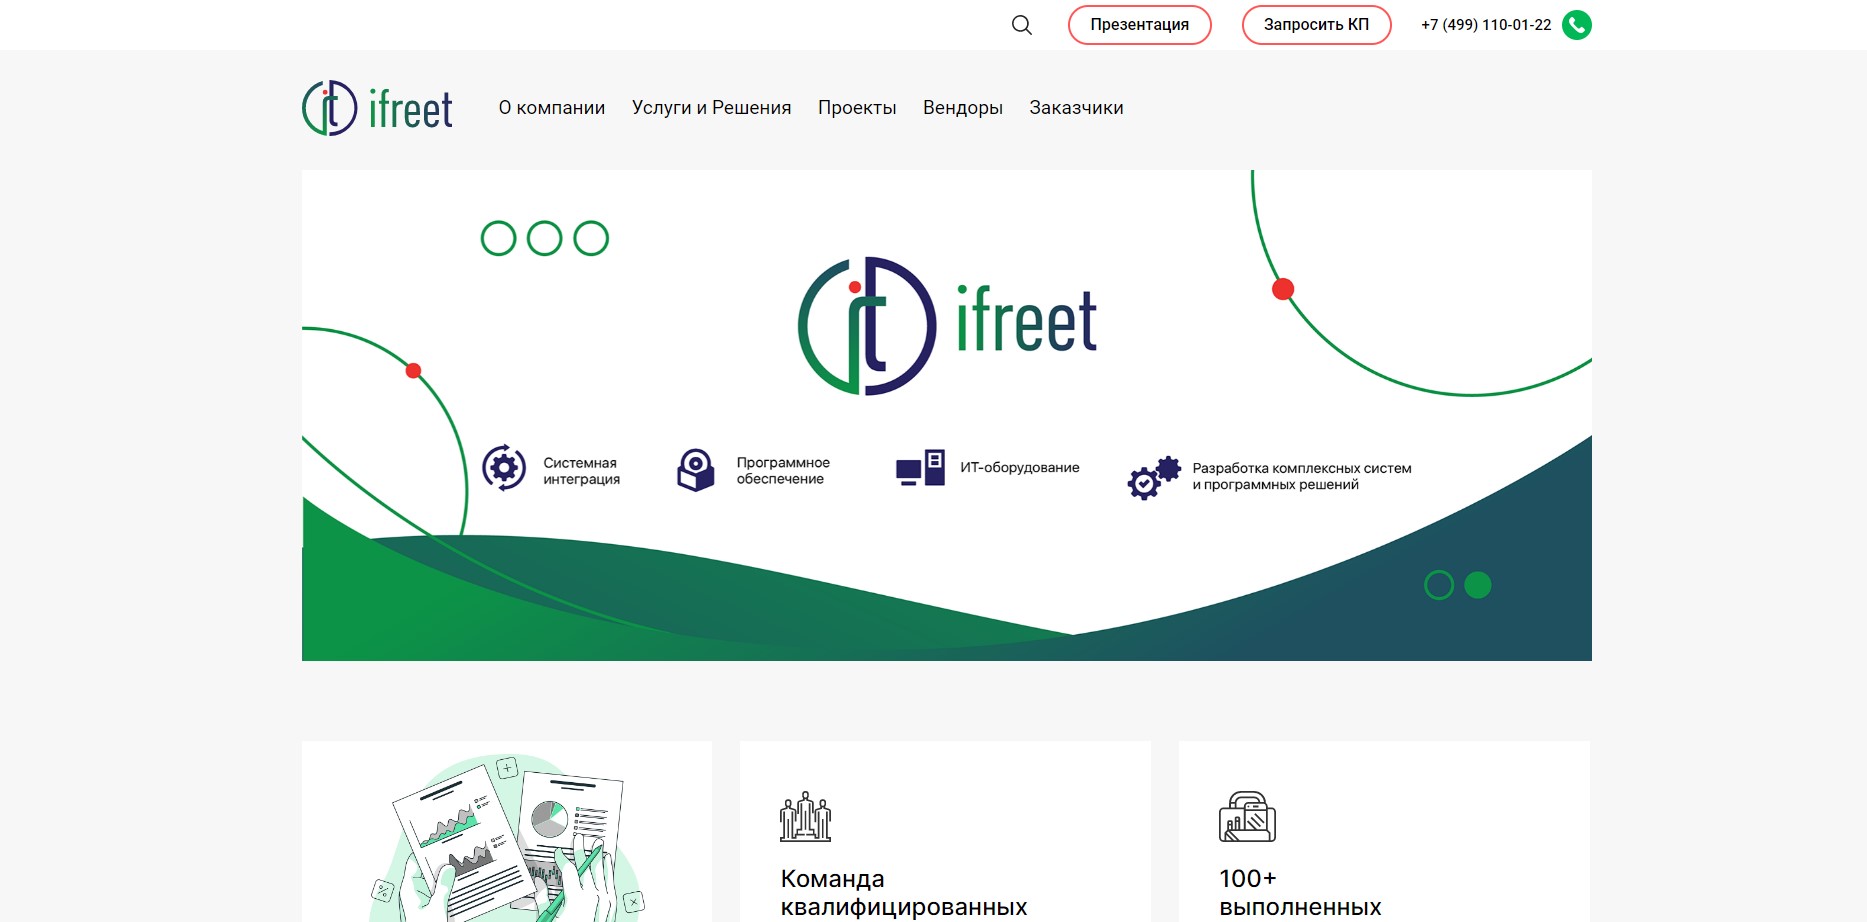 Презентация
Запросить КП
+7 (499) 110-01-22
ifreet
О компании
Услуги и Решения
Проекты
Вендоры
Заказчики
ifreet
Системная
интеграция
Программное
обеспечение
ИТ-оборудование
Разработка комплексных систем
и программных решений
Команда
квалифицированных
100+
выполненных